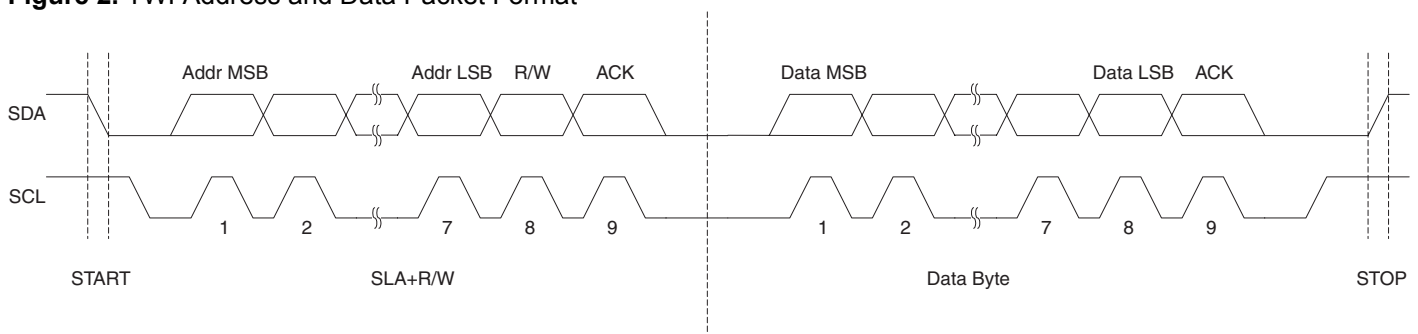 Figure 2. TWI Address and Data Packet Format
Addr MSB Addr LSB R/W ACK Data MSB Data LSB ACK
SDA
SCL
1 2 7 8 9 1 2 7 8 9
START SLA+R/W Data Byte STOP